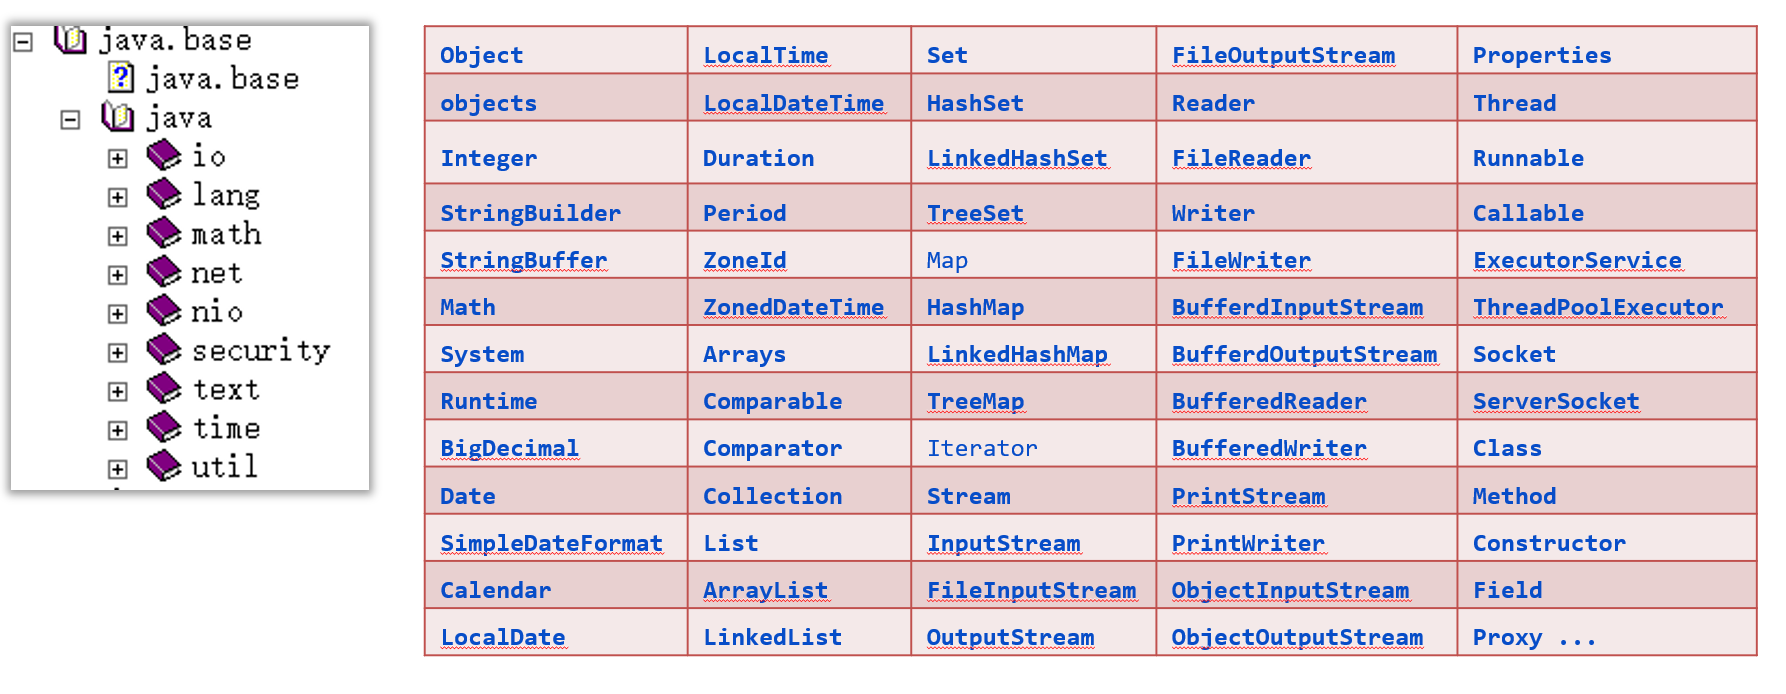 java.base
java.base
java
io
lang
math
net
nio
security
text
time
util
Object LocalTime Set FileOutputStream Properties
objects LocalDateTime HashSet Reader Thread
Integer Duration LinkedHashSet FileReader Runnable
StringBuilder Period TreeSet Writer Callable
StringBuffer ZoneId Map FileWriter ExecutorService
Math ZonedDateTime HashMap BufferdInputStream ThreadPoolExecutor
System Arrays LinkedHashMap BufferdOutputStream Socket
Runtime Comparable TreeMap BufferedReader ServerSocket
BigDecimal Comparator Iterator BufferedWriter Class
Date Collection Stream PrintStream Method
SimpleDateFormat List InputStream PrintWriter Constructor
Calendar ArrayList FileInputStream ObjectInputStream Field
LocalDate LinkedList OutputStream ObjectOutputStream Proxy ...